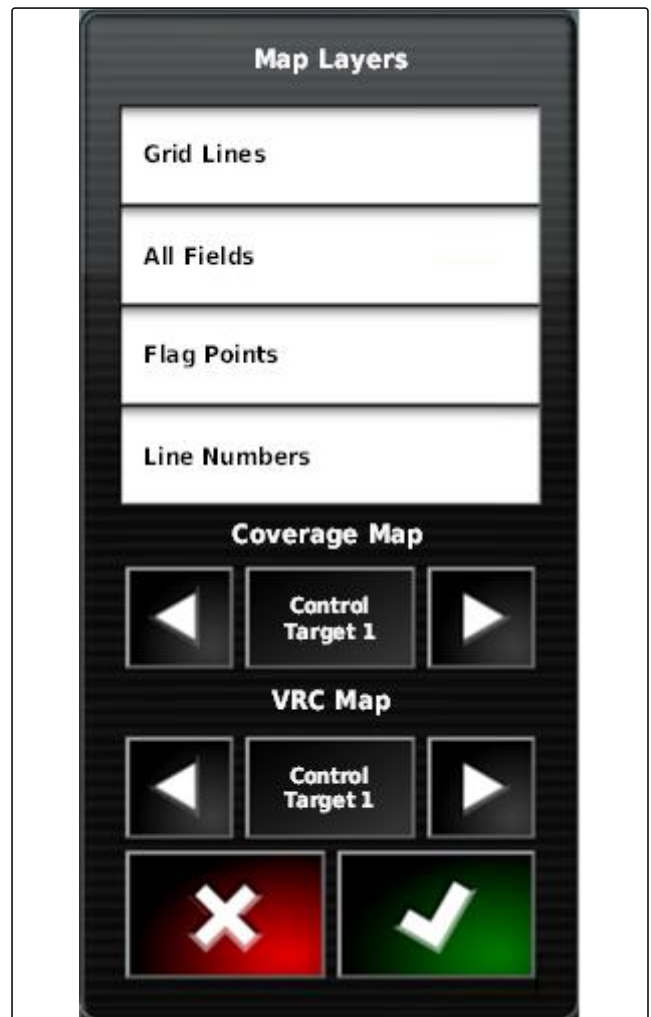 Map Layers
Grid Lines
All Fields
Flag Points
Line Numbers
Coverage Map
Control
Target 1
VRC Map
Control
Target 1